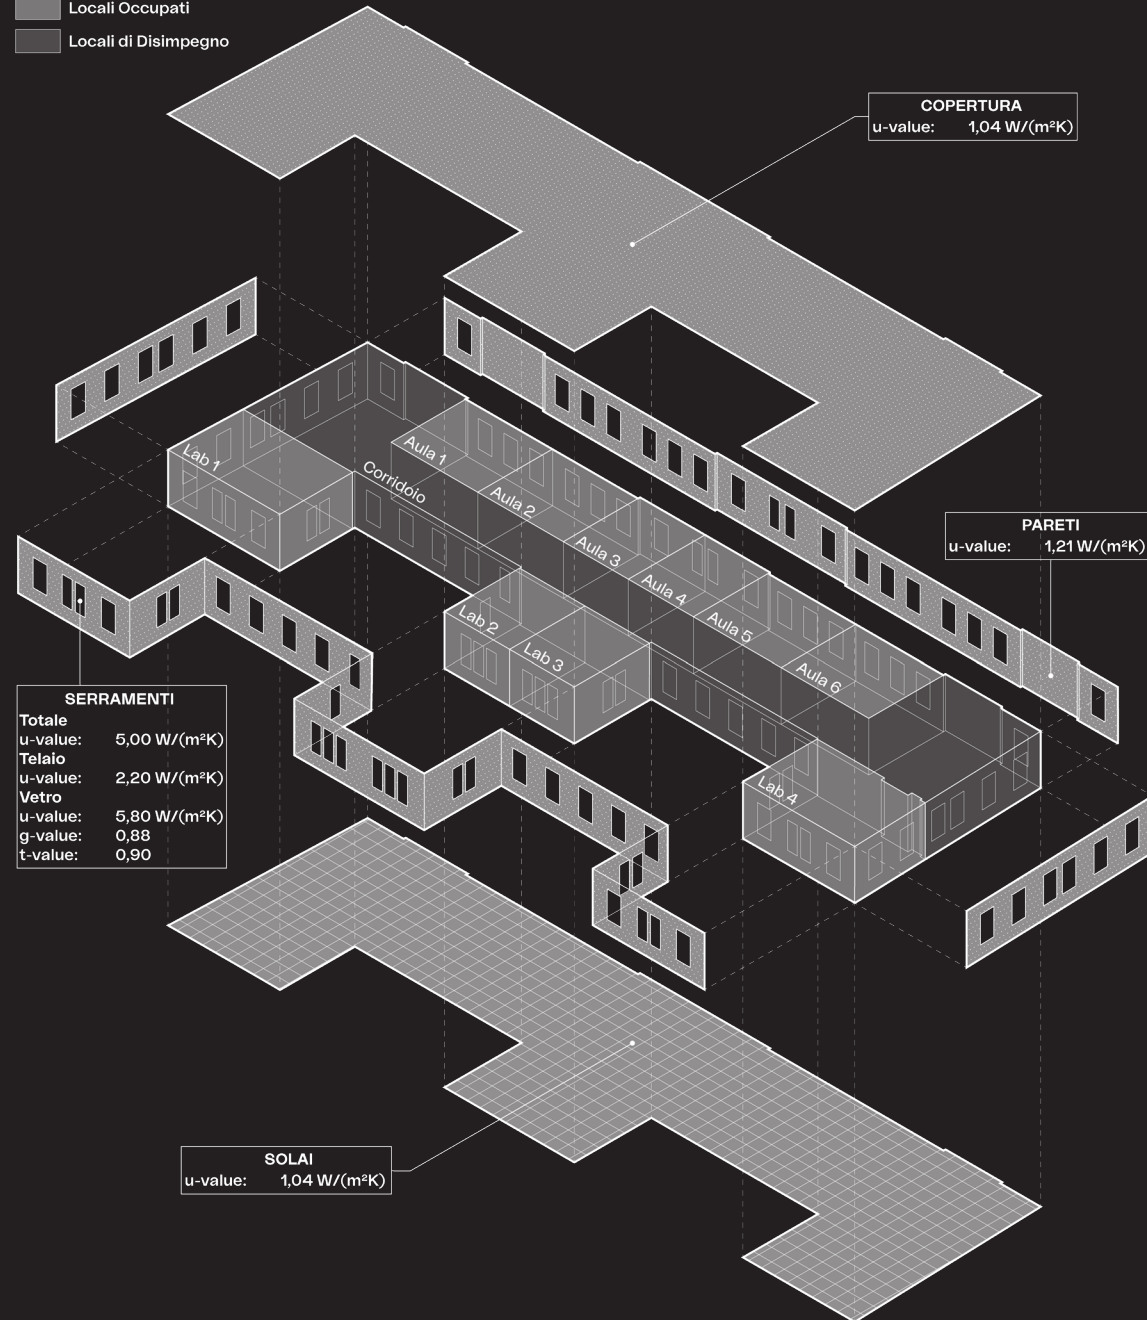 Locali Occupati
Locali di Disimpegno
COPERTURA
u-value: 1,04 W/(m²K)
Lab 1
Aula 1
Corridoio
Aula 2
Aula 3
Aula 4
Aula 5
Aula 6
Lab 2
Lab 3
Lab 4
PARETI
u-value: 1,21 W/(m²K)
SERRAMENTI
Totale
u-value: 5,00 W/(m²K)
Telaio
u-value: 2,20 W/(m²K)
Vetro
u-value: 5,80 W/(m²K)
g-value: 0,88
t-value: 0,90
SOLAI
u-value: 1,04 W/(m²K)